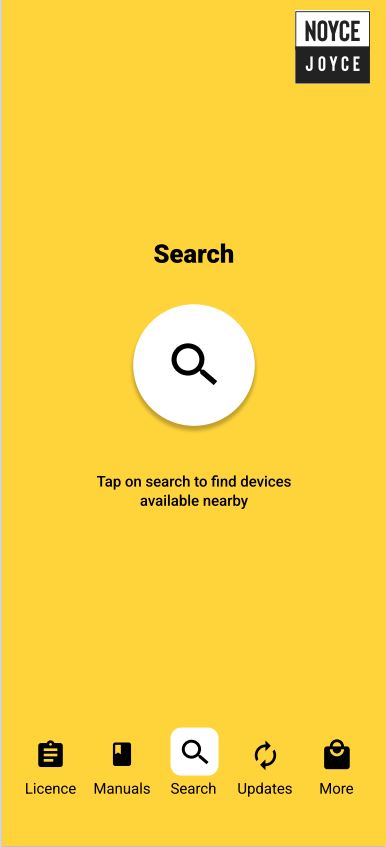 NOYCE
JOYCE
Search
Tap on search to find devices
available nearby
Licence
Manuals
Search
Updates
More